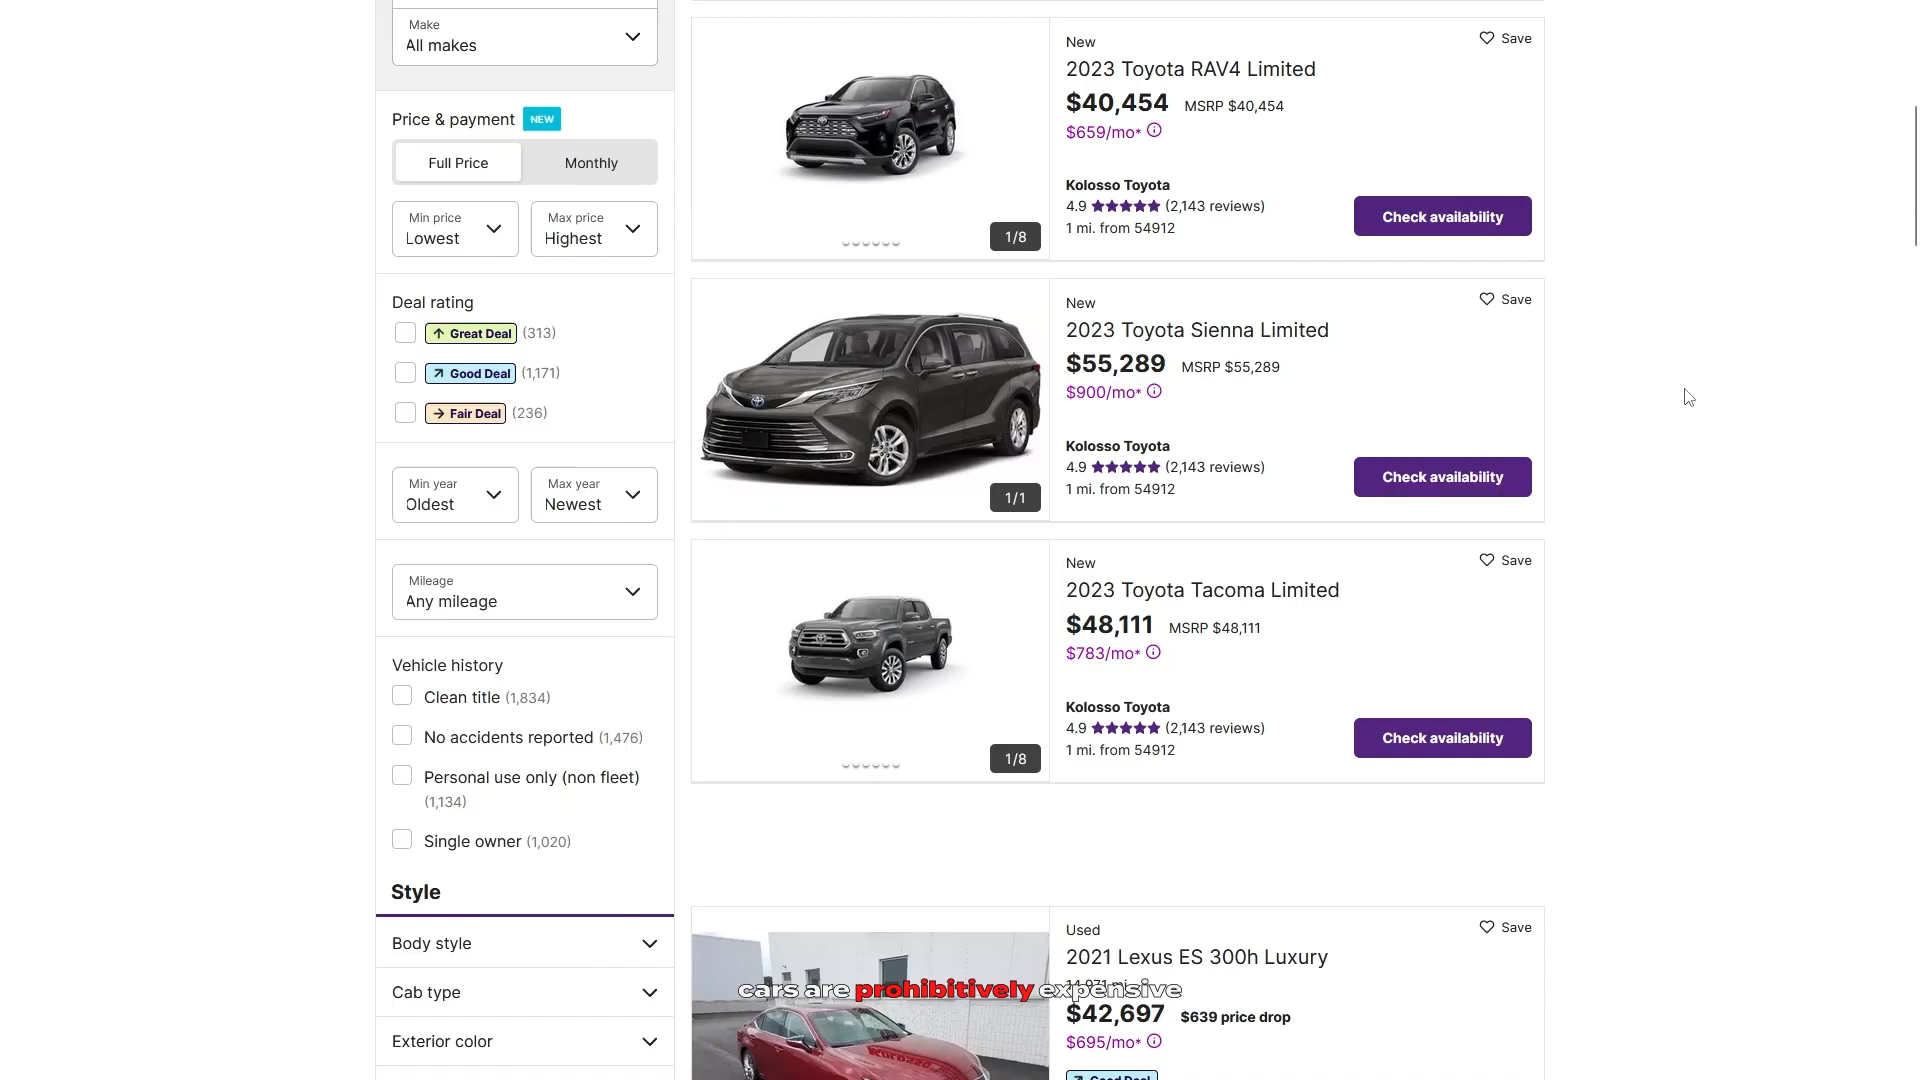 Make
All makes
Price & payment NEW
Full Price Monthly
Min price
Lowest
Max price
Highest
Deal rating
Great Deal (313)
Good Deal (1,171)
Fair Deal (236)
Min year
Oldest
Max year
Newest
Mileage
Any mileage
Vehicle history
Clean title (1,834)
No accidents reported (1,476)
Personal use only (non fleet)
(1,134)
Single owner (1,020)
Style
Body style
Cab type
Exterior color
1/8
New
Save
2023 Toyota RAV4 Limited
$40,454 MSRP $40,454
$659/mo*
Kolosso Toyota
4.9 (2,143 reviews)
1 mi. from 54912
Check availability
1/1
New
Save
2023 Toyota Sienna Limited
$55,289 MSRP $55,289
$900/mo*
Kolosso Toyota
4.9 (2,143 reviews)
1 mi. from 54912
Check availability
1/8
New
Save
2023 Toyota Tacoma Limited
$48,111 MSRP $48,111
$783/mo*
Kolosso Toyota
4.9 (2,143 reviews)
1 mi. from 54912
Check availability
Used
Save
2021 Lexus ES 300h Luxury
cars are prohibitively expensive
$42,697 $639 price drop
$695/mo*
Good Deal